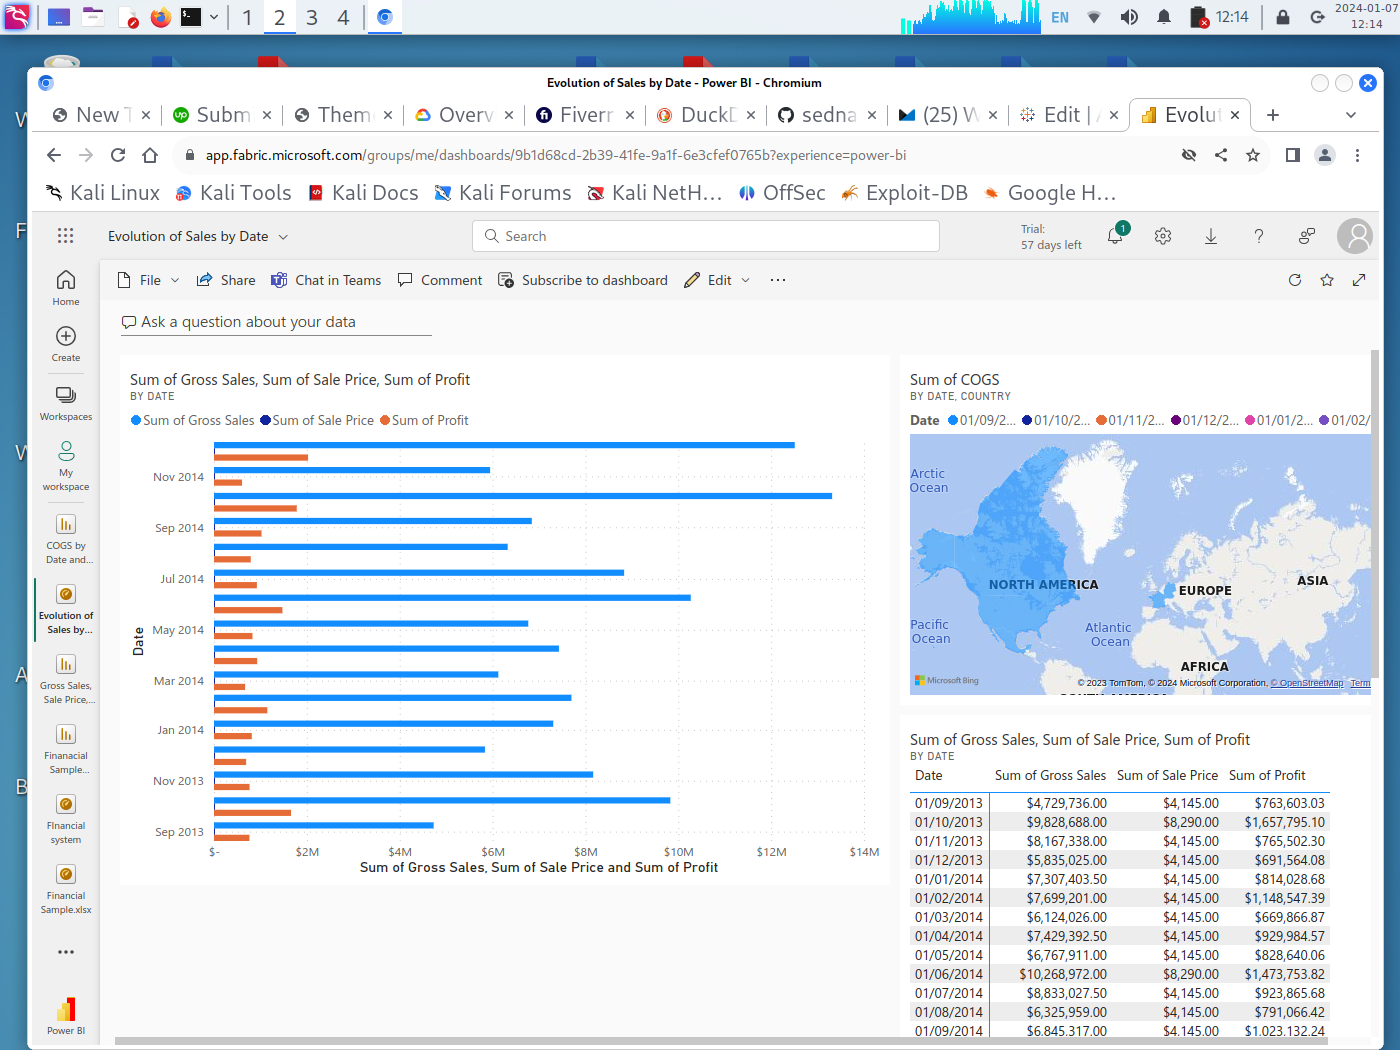 1 2 3 4 EN 12:14 2024-01-07
12:14
Evolution of Sales by Date - Power BI - Chromium
New T Subm Them Overv Fiverr DuckD sedna (25) W Edit | A Evolut
app.fabric.microsoft.com/groups/me/dashboards/9b1d68cd-2b39-41fe-9a1f-6e3cfef0765b?experience=power-bi
Kali Linux Kali Tools Kali Docs Kali Forums Kali NetH... OffSec Exploit-DB Google H...
Evolution of Sales by Date Search Trial:
57 days left 1 ?
File Share Chat in Teams Comment Subscribe to dashboard Edit ...
Home
Create
Workspaces
My
workspace
COGS by
Date and...
Evolution of
Sales by...
Gross Sales,
Sale Price,...
Finanacial
Sample...
FInancial
system
Financial
Sample.xlsx
...
Power BI
Ask a question about your data
Sum of Gross Sales, Sum of Sale Price, Sum of Profit
BY DATE
Sum of Gross Sales Sum of Sale Price Sum of Profit
Nov 2014
Sep 2014
Jul 2014
May 2014
Mar 2014
Jan 2014
Nov 2013
Sep 2013
Date
$- $2M $4M $6M $8M $10M $12M $14M
Sum of Gross Sales, Sum of Sale Price and Sum of Profit
Sum of COGS
BY DATE, COUNTRY
Date 01/09/2... 01/10/2... 01/11/2... 01/12/2... 01/01/2... 01/02/
Arctic
Ocean
NORTH AMERICA
EUROPE
ASIA
Pacific
Ocean
Atlantic
Ocean
AFRICA
SOUTH AMERICA
Microsoft Bing
© 2023 TomTom, © 2024 Microsoft Corporation, © OpenStreetMap Term
Sum of Gross Sales, Sum of Sale Price, Sum of Profit
BY DATE
Date Sum of Gross Sales Sum of Sale Price Sum of Profit
01/09/2013 $4,729,736.00 $4,145.00 $763,603.03
01/10/2013 $9,828,688.00 $8,290.00 $1,657,795.10
01/11/2013 $8,167,338.00 $4,145.00 $765,502.30
01/12/2013 $5,835,025.00 $4,145.00 $691,564.08
01/01/2014 $7,307,403.50 $4,145.00 $814,028.68
01/02/2014 $7,699,201.00 $4,145.00 $1,148,547.39
01/03/2014 $6,124,026.00 $4,145.00 $669,866.87
01/04/2014 $7,429,392.50 $4,145.00 $929,984.57
01/05/2014 $6,767,911.00 $4,145.00 $828,640.06
01/06/2014 $10,268,972.00 $8,290.00 $1,473,753.82
01/07/2014 $8,833,027.50 $4,145.00 $923,865.68
01/08/2014 $6,325,959.00 $4,145.00 $791,066.42
01/09/2014 $6,845,317.00 $4,145.00 $1,023,132.24